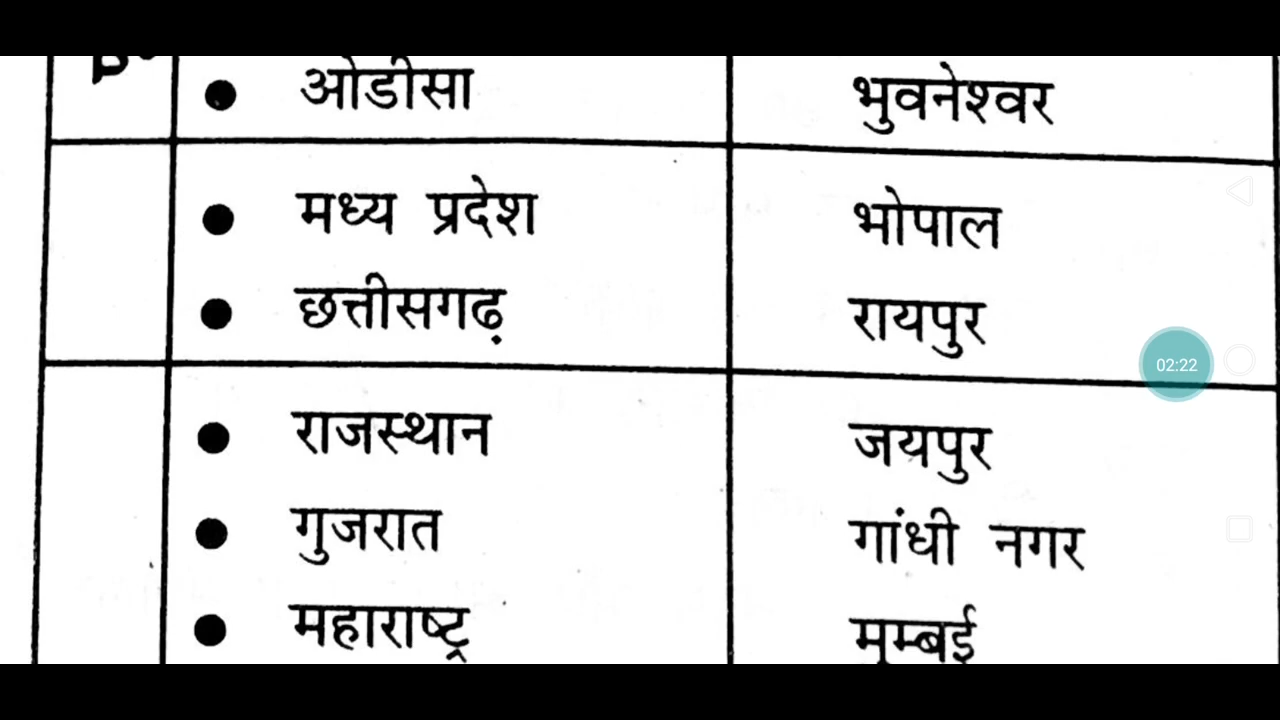 ओडीसा भुवनेश्वर
मध्य प्रदेश भोपाल
छत्तीसगढ़ रायपुर
02:22
राजस्थान जयपुर
गुजरात गांधी नगर
महाराष्ट्र मुम्बई